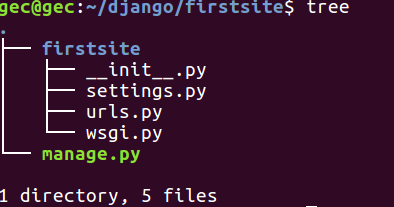 gec@gec:~/django/firstsite$ tree
.
├── firstsite
│   ├── __init__.py
│   ├── settings.py
│   ├── urls.py
│   └── wsgi.py
└── manage.py
1 directory, 5 files